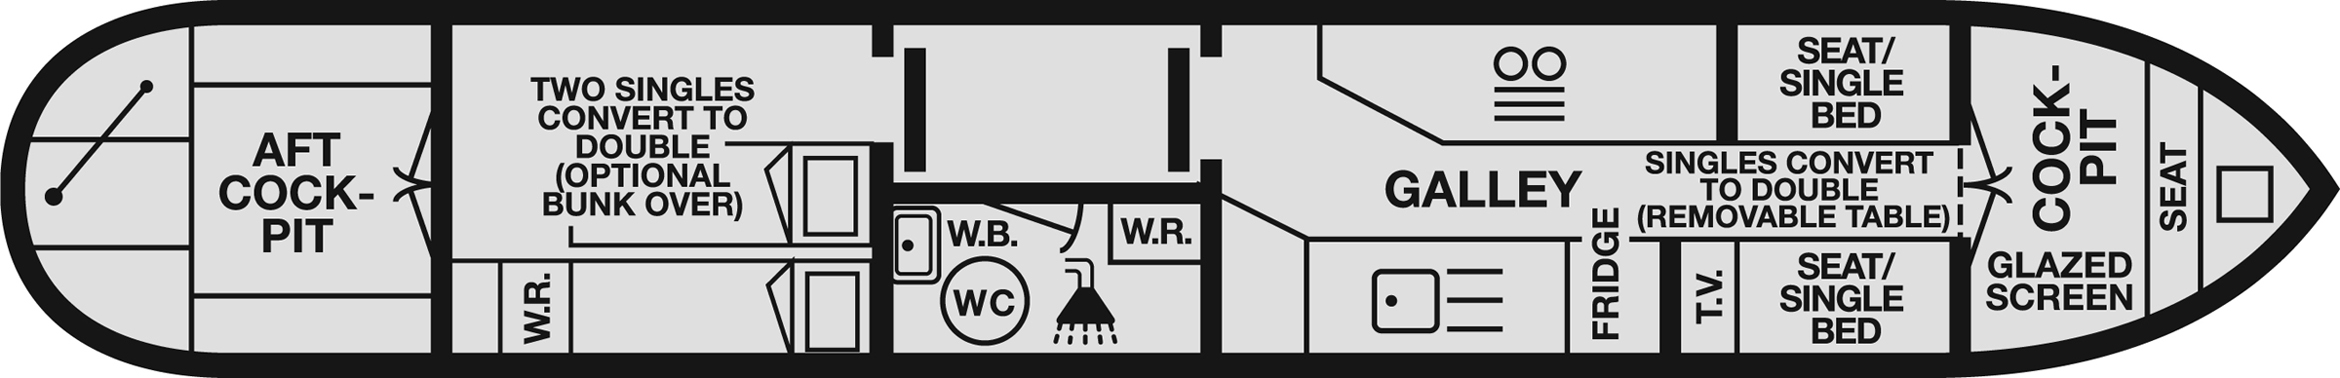 AFT
COCK-
PIT
TWO SINGLES
CONVERT TO
DOUBLE
(OPTIONAL
BUNK OVER)
W.R.
W.B.
WC
W.R.
GALLEY
FRIDGE
T.V.
SEAT/
SINGLE
BED
SINGLES CONVERT
TO DOUBLE
(REMOVABLE TABLE)
SEAT/
SINGLE
BED
COCK-
PIT
GLAZED
SCREEN
SEAT